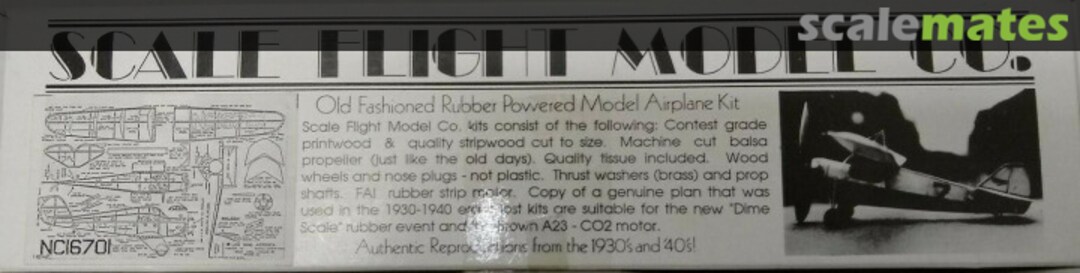 scalemates
SCALE FLIGHT MODEL CO.
Old Fashioned Rubber Powered Model Airplane Kit
Scale Flight Model Co. kits consist of the following: Contest grade
printwood & quality stripwood cut to size. Machine cut balsa
propeller (just like the old days). Quality tissue included. Wood
wheels and nose plugs - not plastic. Thrust washers (brass) and prop
shafts. FAI rubber strip motor. Copy of a genuine plan that was
used in the 1930-1940 kits are suitable for the new "Dime
Scale" rubber event and A23 - CO2 motor.
Authentic Reproductions from the 1930's and '40's!
NC16701